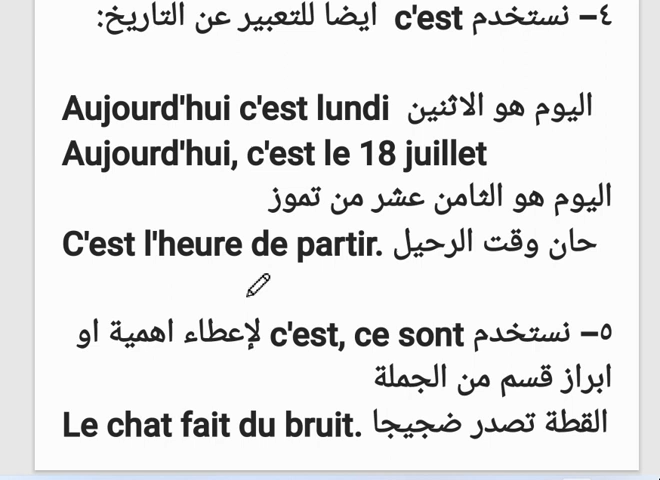 ٤– نستخدم c'est ايضا للتعبير عن التاريخ:
Aujourd'hui c'est lundi اليوم هو الاثنين
Aujourd'hui, c'est le 18 juillet
اليوم هو الثامن عشر من تموز
C'est l'heure de partir. حان وقت الرحيل
٥– نستخدم c'est, ce sont لإعطاء اهمية او
ابراز قسم من الجملة
Le chat fait du bruit. القطة تصدر ضجيجا